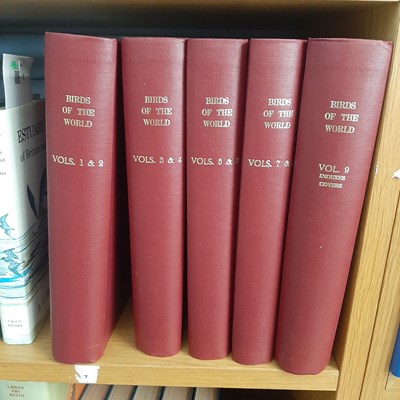 BIRDS
OF THE
WORLD
VOLS. 1 & 2
BIRDS
OF THE
WORLD
VOLS. 3 & 4
BIRDS
OF THE
WORLD
VOLS. 5 &
BIRDS
OF THE
WORLD
VOLS. 7 &
BIRDS
OF THE
WORLD
VOL. 9
INDEXES
COVERS